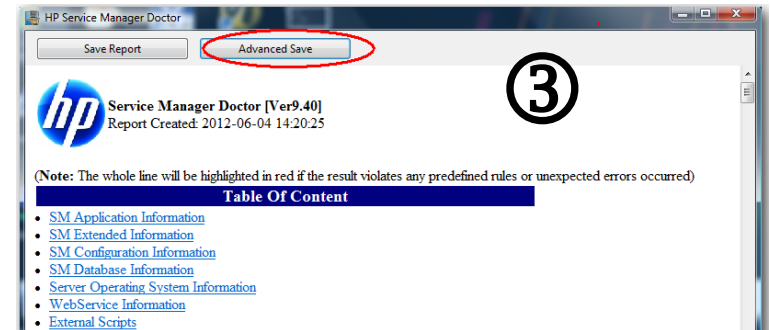 HP Service Manager Doctor
Save Report
Advanced Save
③
hp
Service Manager Doctor [Ver9.40]
Report Created: 2012-06-04 14:20:25
(Note: The whole line will be highlighted in red if the result violates any predefined rules or unexpected errors occurred)
Table Of Content
SM Application Information
SM Extended Information
SM Configuration Information
SM Database Information
Server Operating System Information
WebService Information
External Scripts